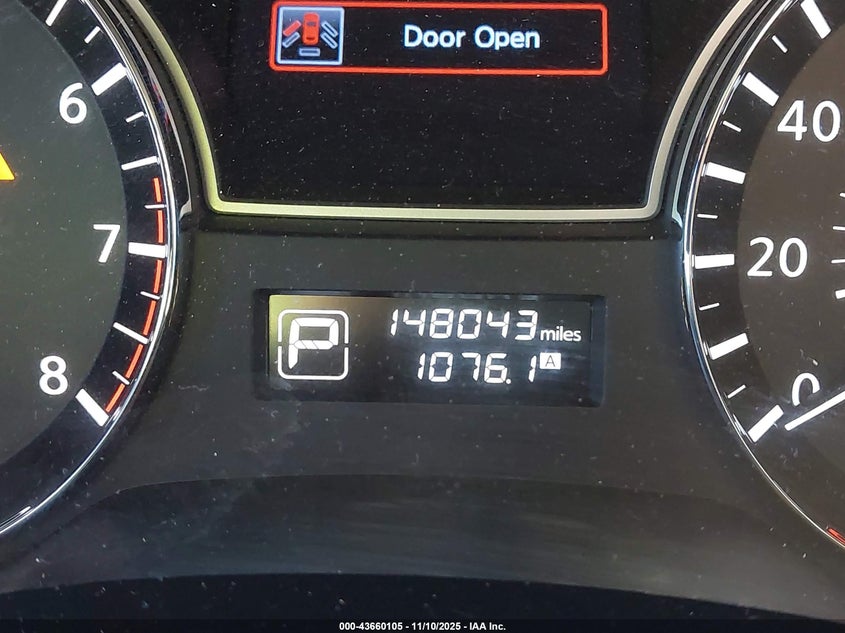 Door Open
6
7
8
40
20
0
P
148043 miles
1076.1 A
000-43660105 - 11/10/2025 - IAA Inc.